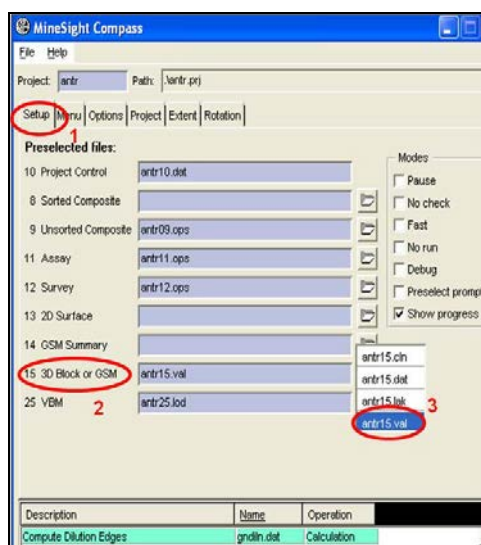 MineSight Compass
File Help
Project: antr Path: .\antr.prj
Setup Menu Options Project Extent Rotation
1
Preselected files:
Modes
10 Project Control antr10.dat
Pause
8 Sorted Composite
No check
9 Unsorted Composite antr09.ops
Fast
11 Assay antr11.ops
No run
12 Survey antr12.ops
Debug
Preselect prompt
13 2D Surface
Show progress
14 GSM Summary
15 3D Block or GSM antr15.val
2
25 VBM antr25.lod
antr15.cln
antr15.dat
antr15.val
3
Description Name Operation
Compute Dilution Edges gndiln.dat Calculation